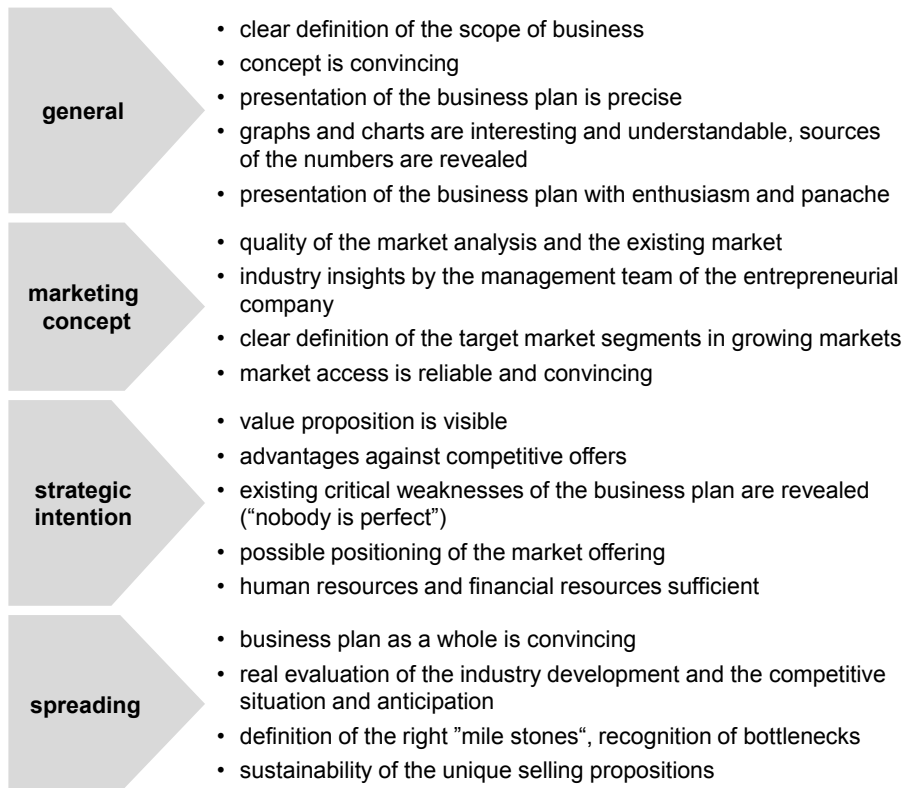 general
• clear definition of the scope of business
• concept is convincing
• presentation of the business plan is precise
• graphs and charts are interesting and understandable, sources
of the numbers are revealed
• presentation of the business plan with enthusiasm and panache
marketing
concept
• quality of the market analysis and the existing market
• industry insights by the management team of the entrepreneurial
company
• clear definition of the target market segments in growing markets
• market access is reliable and convincing
strategic
intention
• value proposition is visible
• advantages against competitive offers
• existing critical weaknesses of the business plan are revealed
(“nobody is perfect”)
• possible positioning of the market offering
• human resources and financial resources sufficient
spreading
• business plan as a whole is convincing
• real evaluation of the industry development and the competitive
situation and anticipation
• definition of the right ”mile stones“, recognition of bottlenecks
• sustainability of the unique selling propositions